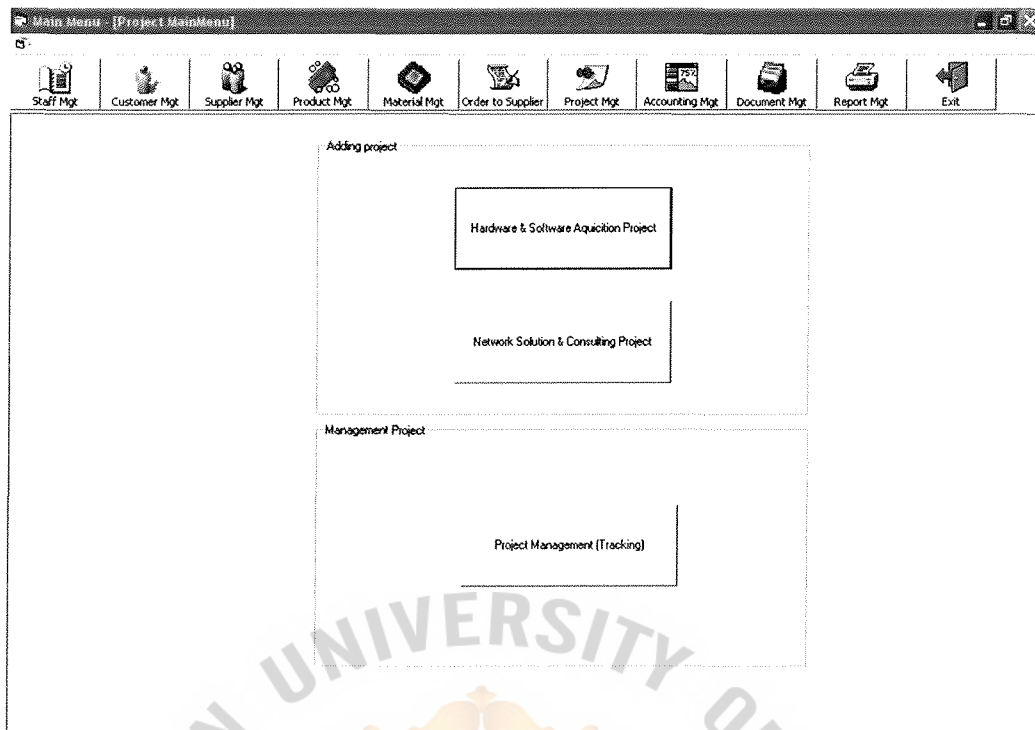 Main Menu - [Project MainMenu]
Staff Mgt Customer Mgt Supplier Mgt Product Mgt Material Mgt Order to Supplier Project Mgt Accounting Mgt Document Mgt Report Mgt Exit
Adding project
Hardware & Software Aquicition Project
Network Solution & Consulting Project
Management Project
Project Management (Tracking)
UNIVERSITY